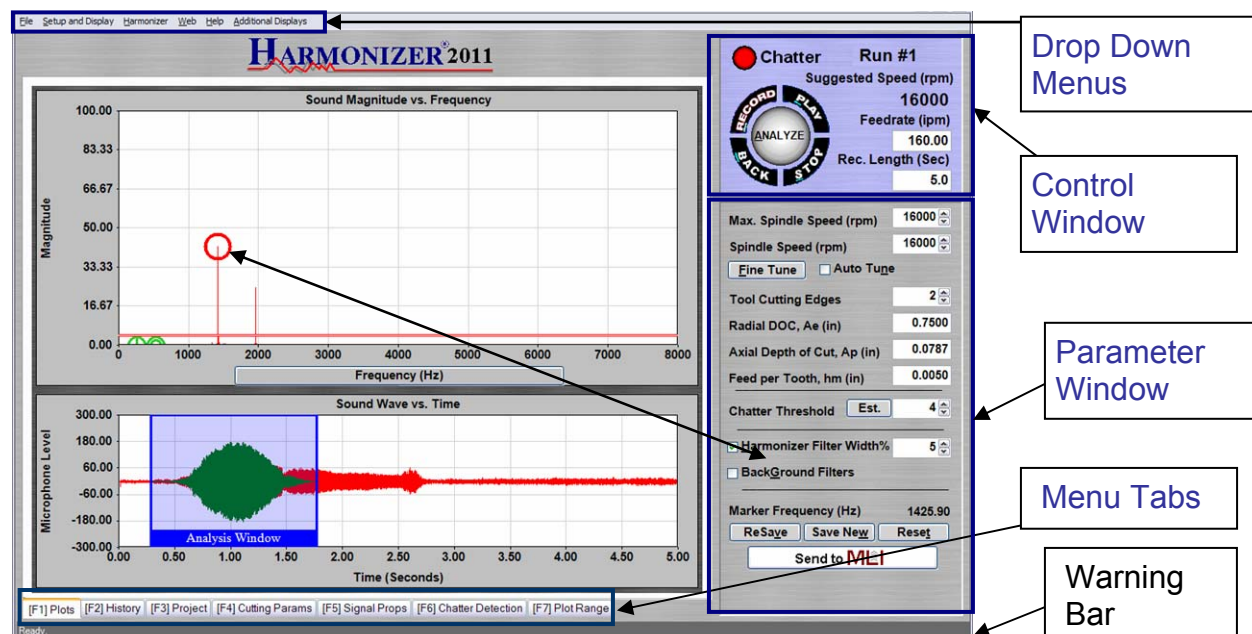 File Setup and Display Harmonizer Web Help Additional Displays
HARMONIZER® 2011
Sound Magnitude vs. Frequency
Magnitude
100.00
83.33
66.67
50.00
33.33
16.67
0.00
0 1000 2000 3000 4000 5000 6000 7000 8000
Frequency (Hz)
Sound Wave vs. Time
Microphone Level
300.00
180.00
60.00
-60.00
-180.00
-300.00
Analysis Window
0.00 0.50 1.00 1.50 2.00 2.50 3.00 3.50 4.00 4.50 5.00
Time (Seconds)
[F1] Plots [F2] History [F3] Project [F4] Cutting Params [F5] Signal Props [F6] Chatter Detection [F7] Plot Range
Ready
Chatter Run #1
Suggested Speed (rpm)
16000
RECORD PLAY
ANALYZE
BACK STOP
Feedrate (ipm)
160.00
Rec. Length (Sec)
5.0
Max. Spindle Speed (rpm) 16000
Spindle Speed (rpm) 16000
Fine Tune Auto Tune
Tool Cutting Edges 2
Radial DOC, Ae (in) 0.7500
Axial Depth of Cut, Ap (in) 0.0787
Feed per Tooth, hm (in) 0.0050
Chatter Threshold Est. 4
Harmonizer Filter Width% 5
BackGround Filters
Marker Frequency (Hz) 1425.90
ReSave Save New Reset
Send to MLI
Drop Down
Menus
Control
Window
Parameter
Window
Menu Tabs
Warning
Bar